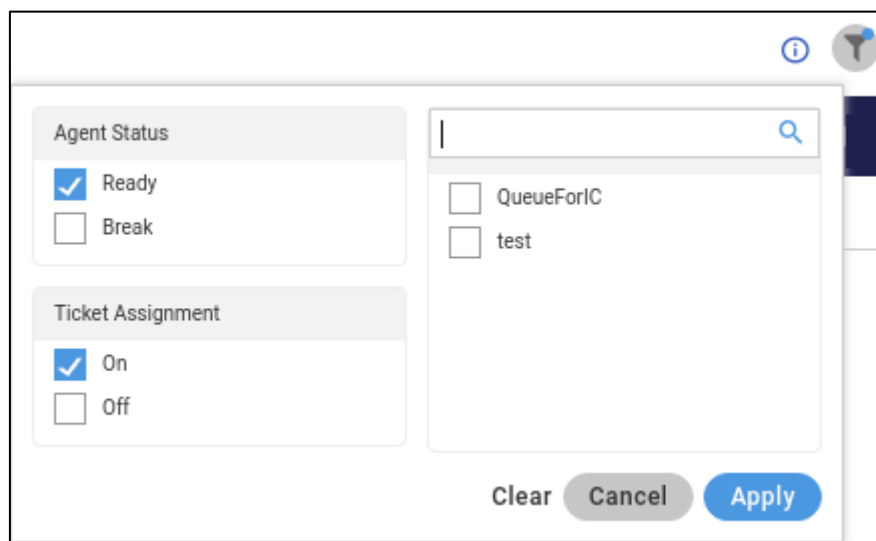 Agent Status
Ready
Break
Ticket Assignment
On
Off
QueueForIC
test
Clear Cancel Apply